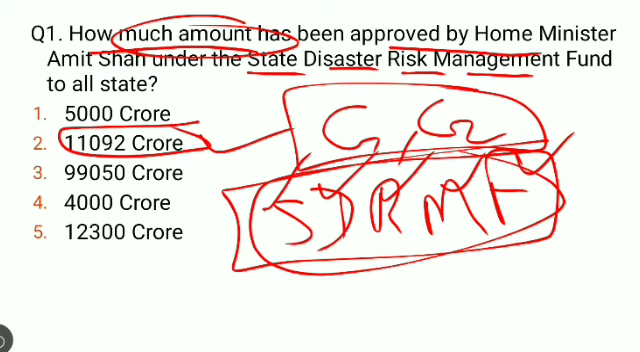 Q1. How much amount has been approved by Home Minister
Amit Shah under the State Disaster Risk Management Fund
to all state?
1. 5000 Crore
2. 11092 Crore
3. 99050 Crore
4. 4000 Crore
5. 12300 Crore
SDRMF